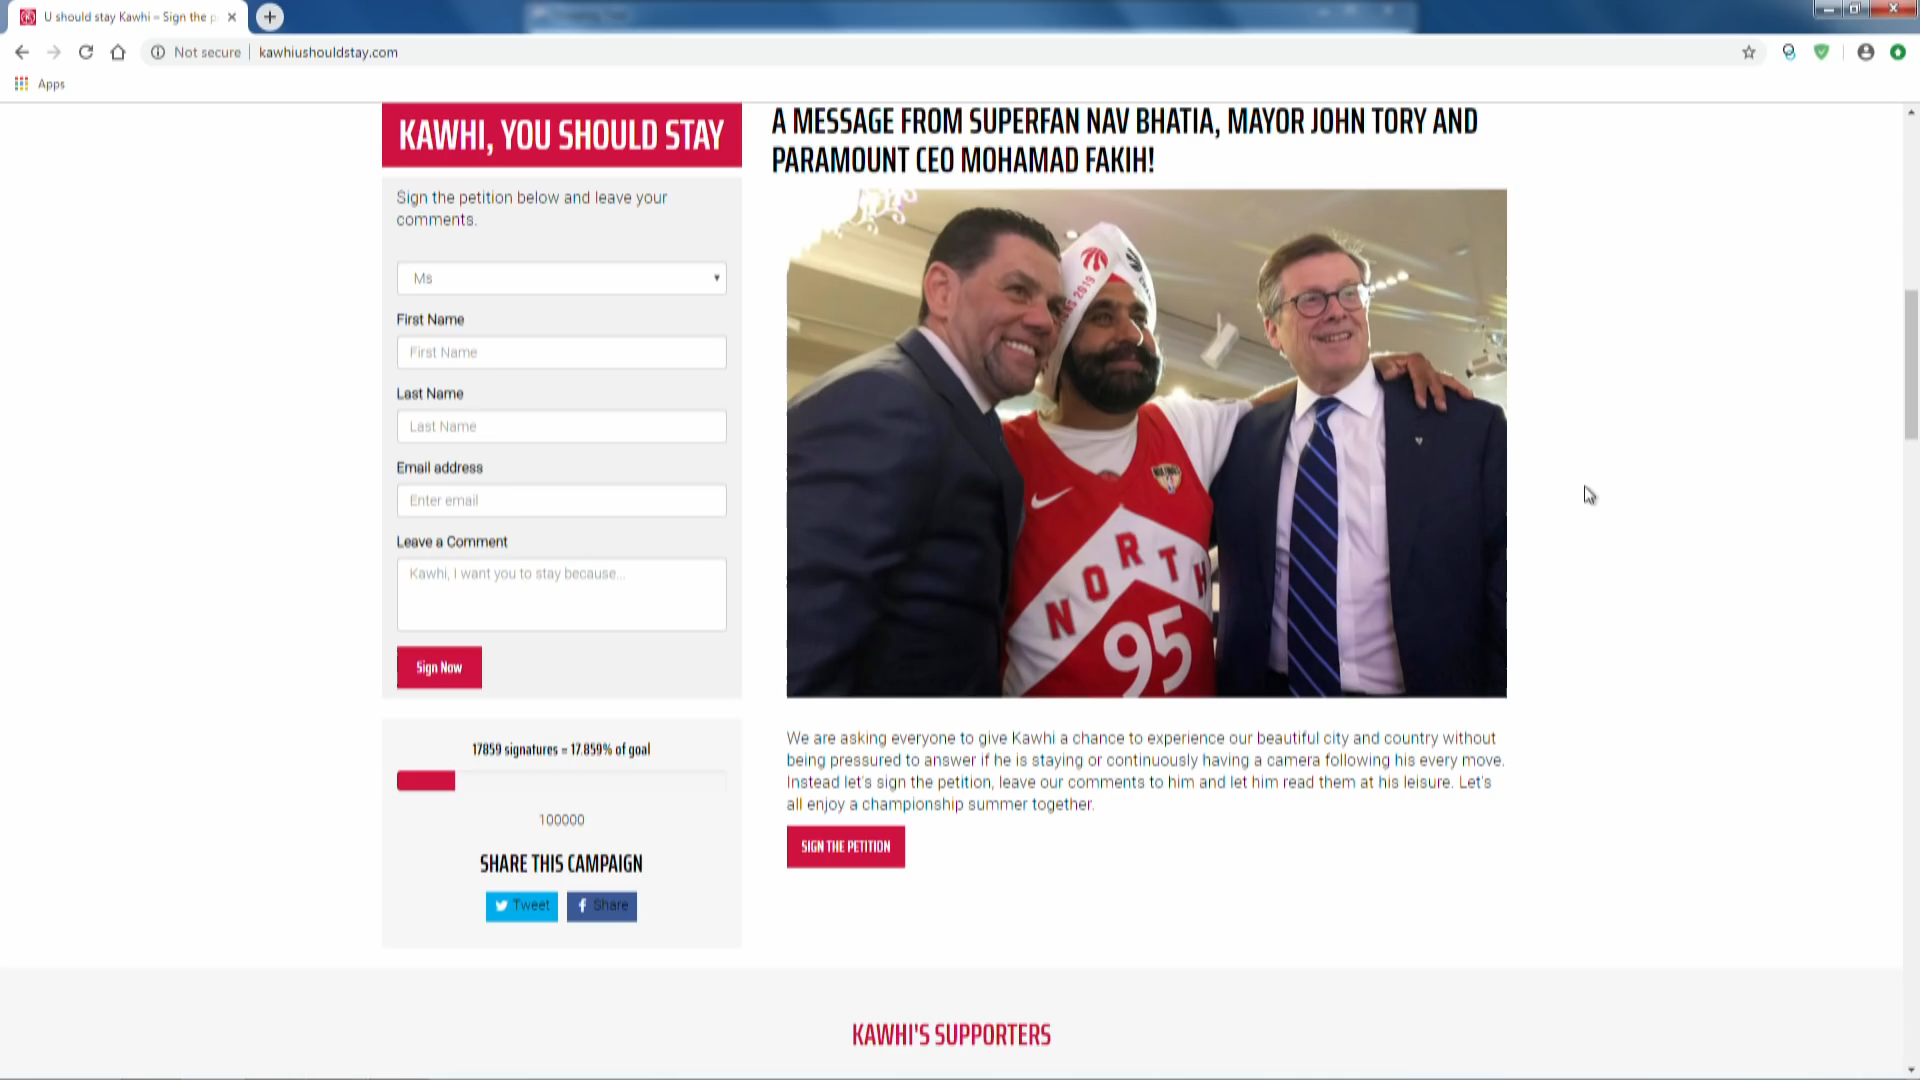 U should stay Kawhi – Sign the p
Not secure
kawhiushouldstay.com
Apps
KAWHI, YOU SHOULD STAY
Sign the petition below and leave your
comments.
Ms
First Name
First Name
Last Name
Last Name
Email address
Enter email
Leave a Comment
Kawhi, I want you to stay because...
Sign Now
17859 signatures = 17.859% of goal
100000
SHARE THIS CAMPAIGN
Tweet
Share
A MESSAGE FROM SUPERFAN NAV BHATIA, MAYOR JOHN TORY AND
PARAMOUNT CEO MOHAMAD FAKIH!
2019
NORTH
95
We are asking everyone to give Kawhi a chance to experience our beautiful city and country without
being pressured to answer if he is staying or continuously having a camera following his every move.
Instead let's sign the petition, leave our comments to him and let him read them at his leisure. Let's
all enjoy a championship summer together.
SIGN THE PETITION
KAWHI'S SUPPORTERS